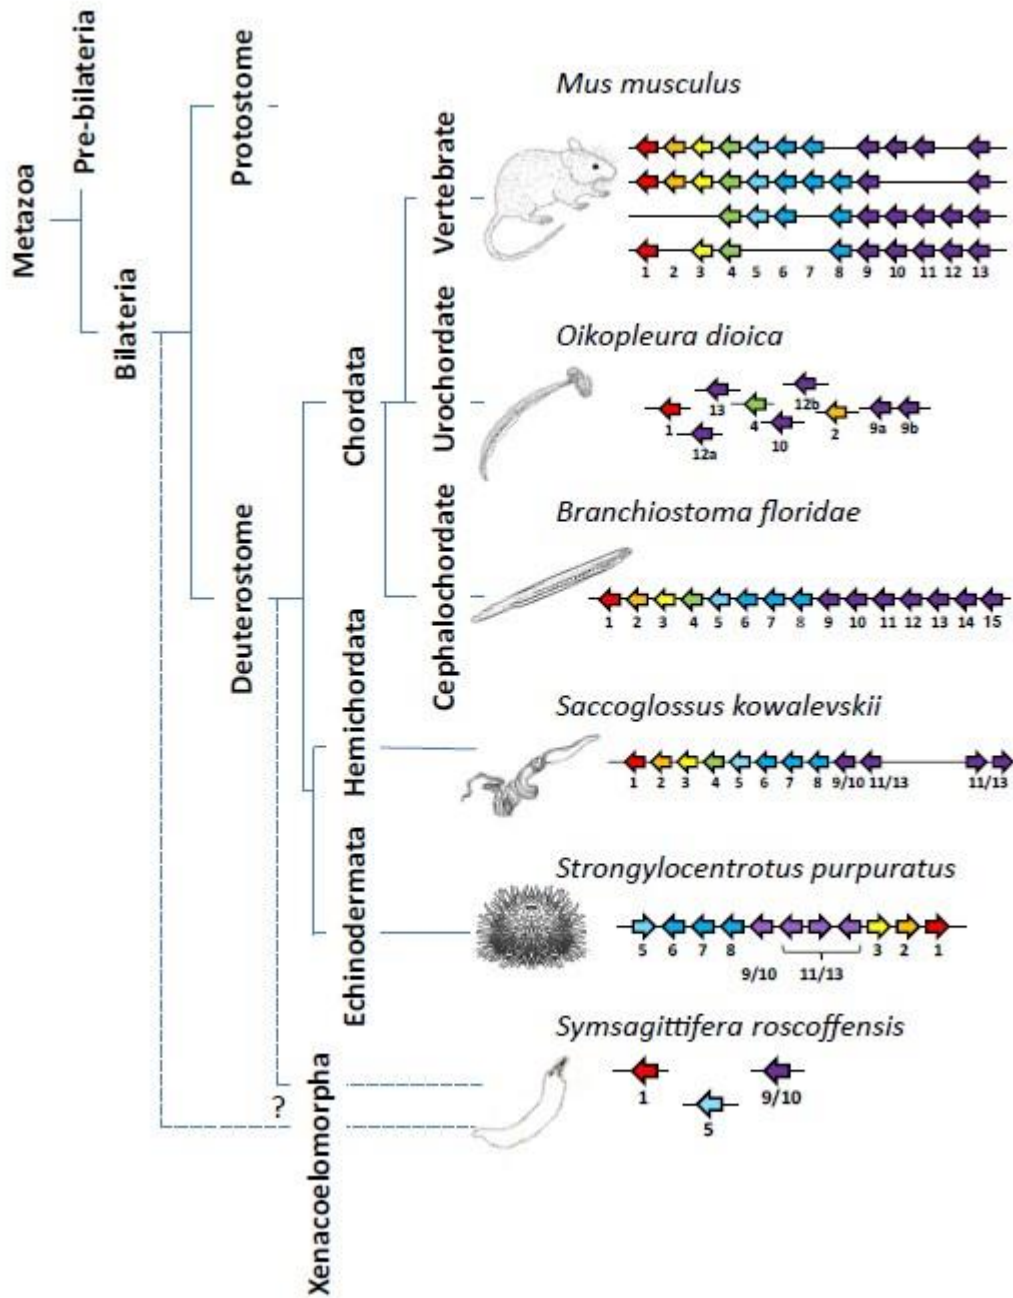 Metazoa
Pre-bilateria
Bilateria
Protostome
Deuterostome
Chordata
Hemichordata
Echinodermata
Xenacoelomorpha
?
Vertebrate
Urochordate
Cephalochordate
Mus musculus
1 2 3 4 5 6 7 8 9 10 11 12 13
Oikopleura dioica
1 12a 13 4 10 12b 2 9a 9b
Branchiostoma floridae
1 2 3 4 5 6 7 8 9 10 11 12 13 14 15
Saccoglossus kowalevskii
1 2 3 4 5 6 7 8 9/10 11/13 11/13
Strongylocentrotus purpuratus
5 6 7 8 9/10 11/13 3 2 1
Symsagittifera roscoffensis
1 5 9/10